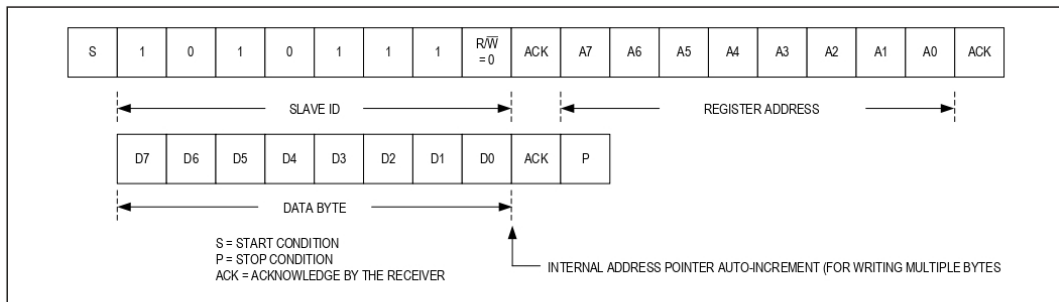 S 1 0 1 0 1 1 1 R/W̅ = 0 ACK A7 A6 A5 A4 A3 A2 A1 A0 ACK
SLAVE ID REGISTER ADDRESS
D7 D6 D5 D4 D3 D2 D1 D0 ACK P
DATA BYTE
S = START CONDITION
P = STOP CONDITION
ACK = ACKNOWLEDGE BY THE RECEIVER
INTERNAL ADDRESS POINTER AUTO-INCREMENT (FOR WRITING MULTIPLE BYTES